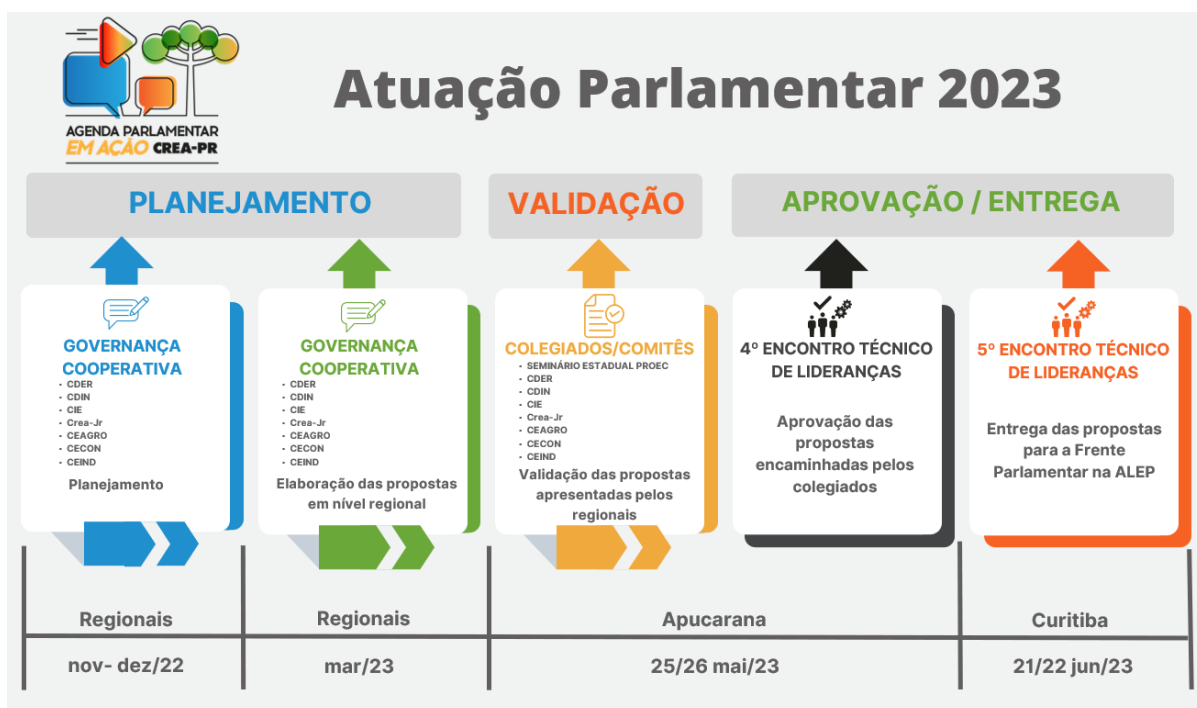 AGENDA PARLAMENTAR
EM AÇÃO CREA-PR
Atuação Parlamentar 2023
PLANEJAMENTO
VALIDAÇÃO
APROVAÇÃO / ENTREGA
GOVERNANÇA
COOPERATIVA
• CDER
• CDIN
• CIE
• Crea-Jr
• CEAGRO
• CECON
• CEIND
Planejamento
GOVERNANÇA
COOPERATIVA
• CDER
• CDIN
• CIE
• Crea-Jr
• CEAGRO
• CECON
• CEIND
Elaboração das propostas
em nível regional
COLEGIADOS/COMITÊS
• SEMINÁRIO ESTADUAL PROEC
• CDER
• CDIN
• CIE
• Crea-Jr
• CEAGRO
• CECON
• CEIND
Validação das propostas
apresentadas pelos
regionais
4º ENCONTRO TÉCNICO
DE LIDERANÇAS
Aprovação das
propostas
encaminhadas pelos
colegiados
5º ENCONTRO TÉCNICO
DE LIDERANÇAS
Entrega das propostas
para a Frente
Parlamentar na ALEP
Regionais
Regionais
Apucarana
Curitiba
nov- dez/22
mar/23
25/26 mai/23
21/22 jun/23